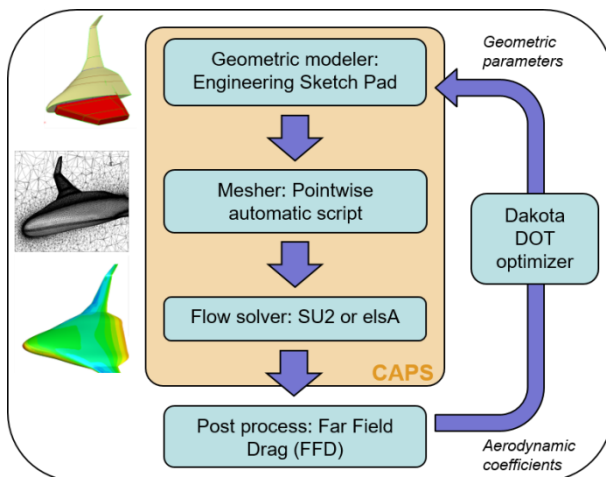 Geometric modeler:
Engineering Sketch Pad
Geometric
parameters
Mesher: Pointwise
automatic script
Dakota
DOT
optimizer
Flow solver: SU2 or elsA
CAPS
Post process: Far Field
Drag (FFD)
Aerodynamic
coefficients